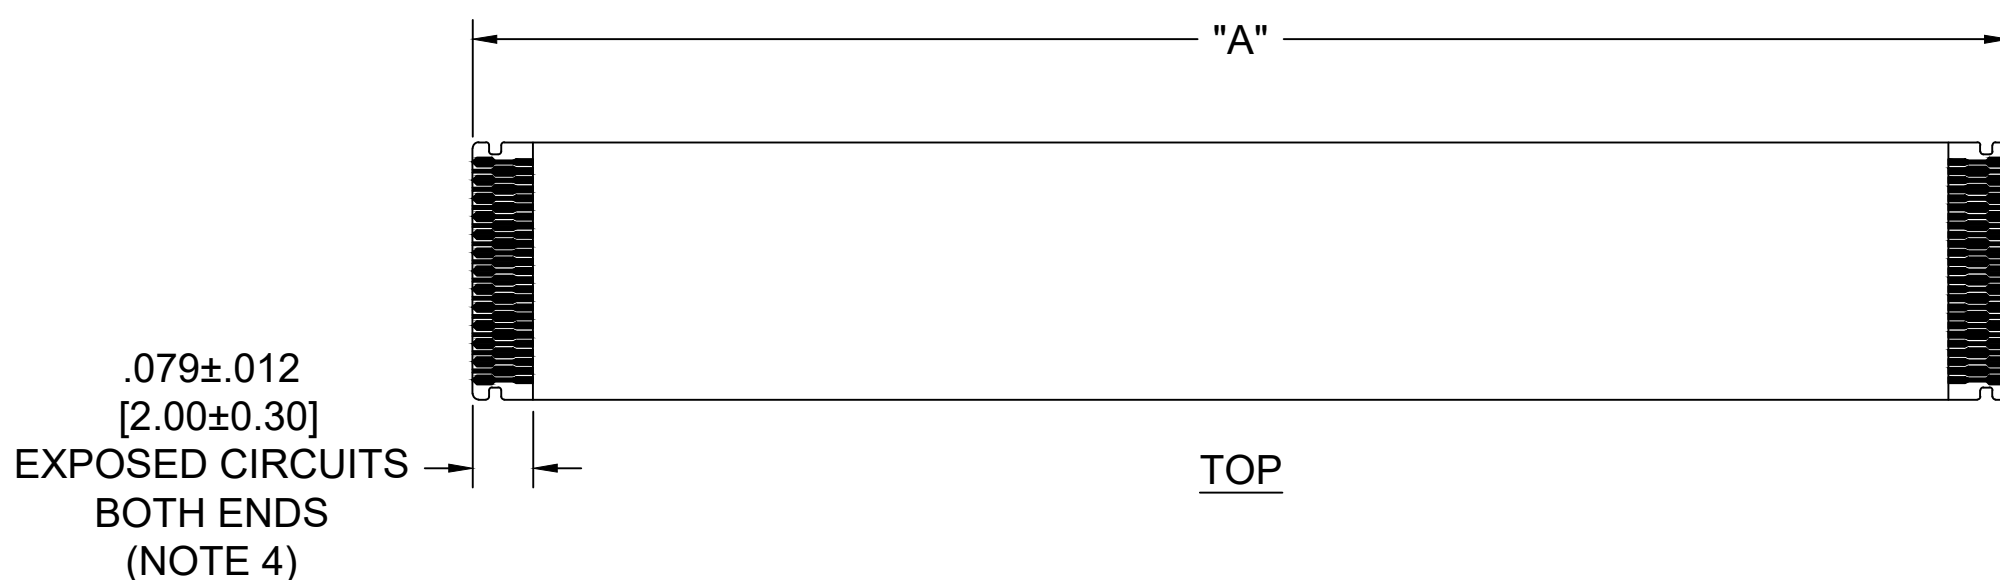 "A"
.079±.012
[2.00±0.30]
EXPOSED CIRCUITS
BOTH ENDS
(NOTE 4)
TOP